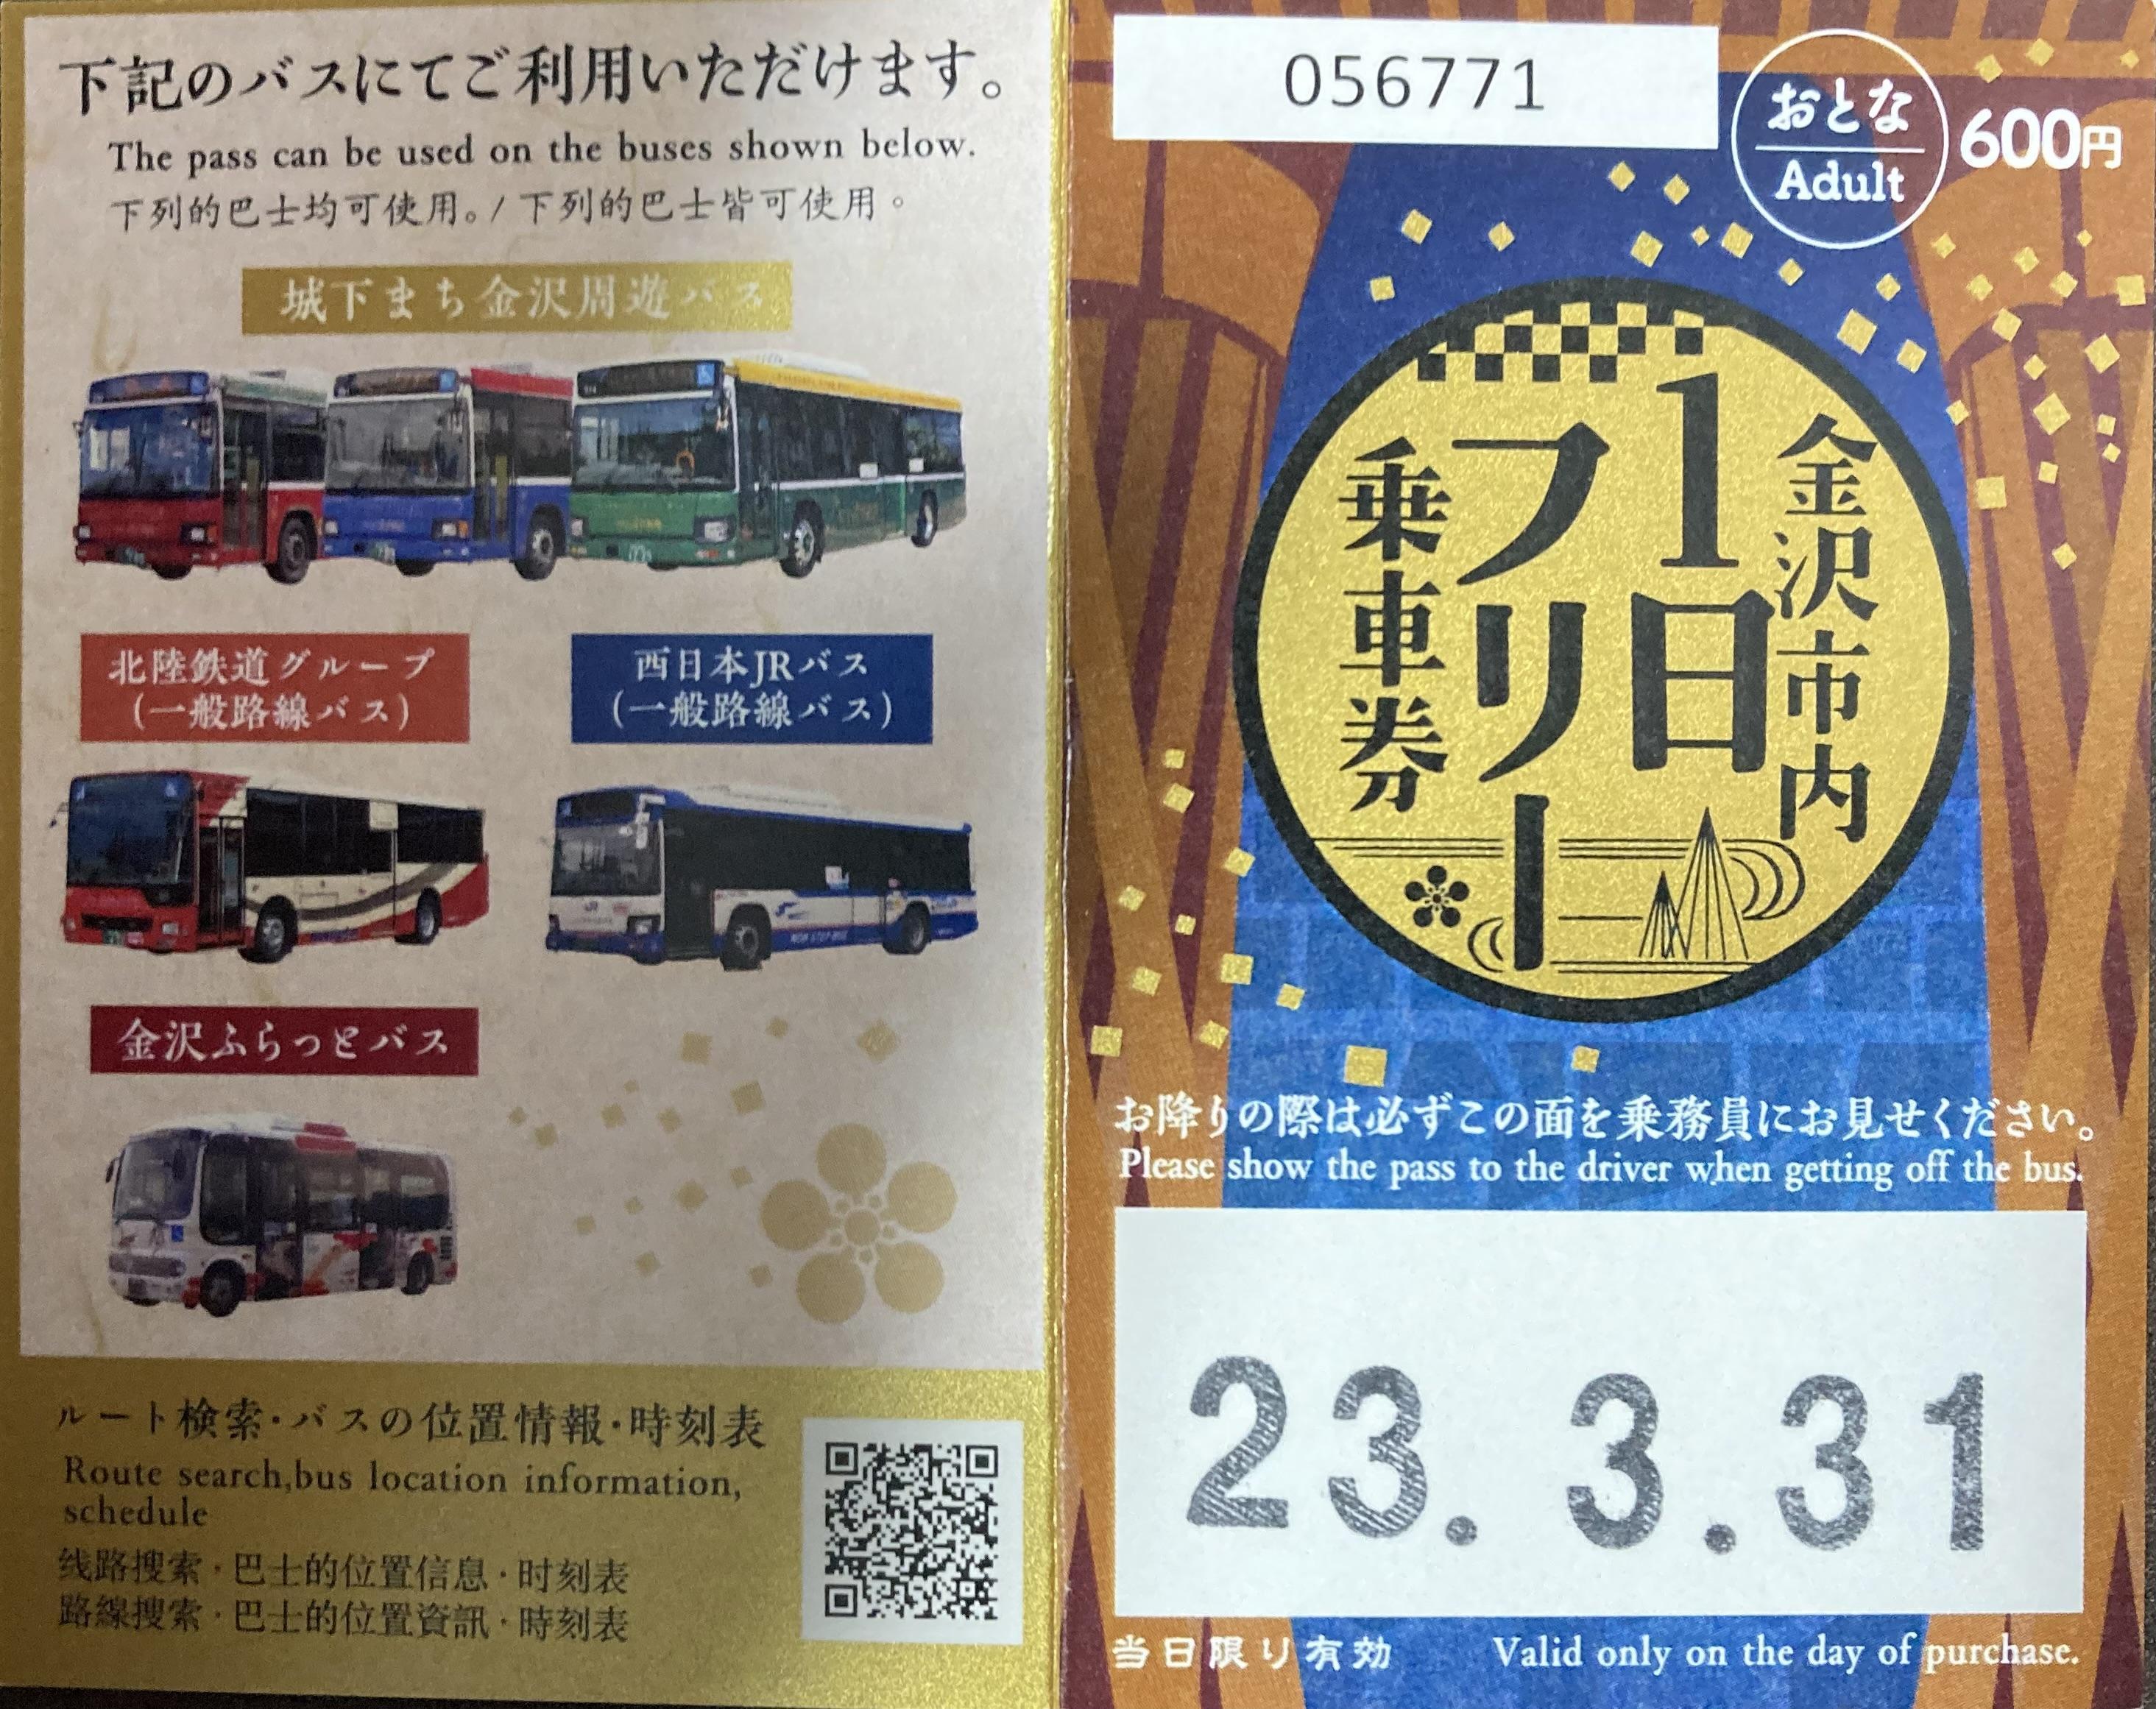 下記のバスにてご利用いただけます。
The pass can be used on the buses shown below.
下列的巴士均可使用。/ 下列的巴士皆可使用。
城下まち金沢周遊バス
北陸鉄道グループ
(一般路線バス)
西日本JRバス
(一般路線バス)
金沢ふらっとバス
ルート検索・バスの位置情報・時刻表
Route search,bus location information,
schedule
线路搜索・巴士的位置信息・时刻表
路線搜索・巴士的位置資訊・時刻表
056771
おとな
Adult
600円
金沢市内
1日
フリー
乗車券
お降りの際は必ずこの面を乗務員にお見せください。
Please show the pass to the driver when getting off the bus.
23. 3. 31
当日限り有効
Valid only on the day of purchase.